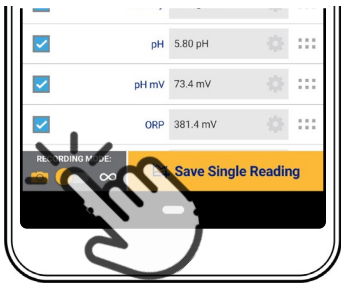 pH 5.80 pH
pH mV 73.4 mV
ORP 381.4 mV
RECORDING MODE:
Save Single Reading